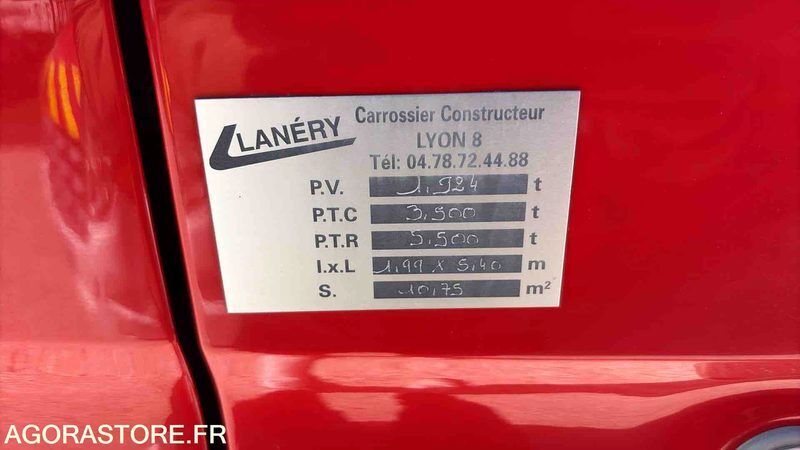 LANÉRY
Carrossier Constructeur
LYON 8
Tél: 04.78.72.44.88
P.V. 1,924 t
P.T.C 3,500 t
P.T.R 5,500 t
l.x.L 1,99 x 5,40 m
S. 10,75 m²
AGORASTORE.FR